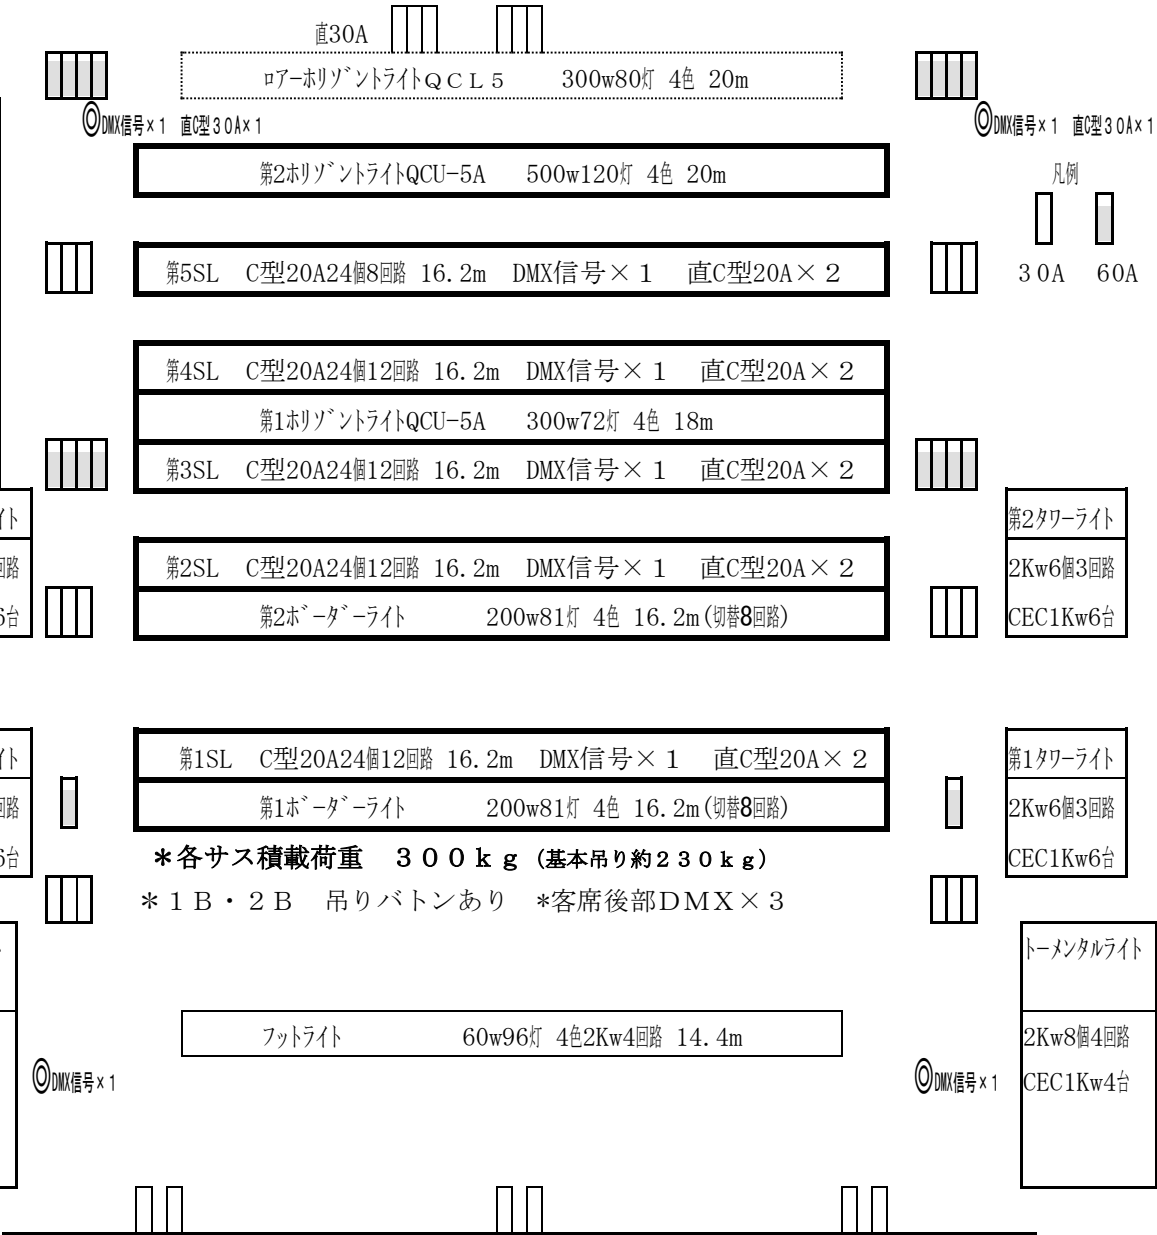 直30A
ロアーホリゾントライトＱＣＬ５ 300w80灯 4色 20m
◎DMX信号×1 直C型３０A×1
◎DMX信号×1 直C型３０A×1
第2ホリゾントライトQCU-5A 500w120灯 4色 20m
凡例
３0A 60A
第5SL C型20A24個8回路 16.2m DMX信号×１ 直C型20A×２
第4SL C型20A24個12回路 16.2m DMX信号×１ 直C型20A×２
第1ホリゾントライトQCU-5A 300w72灯 4色 18m
第3SL C型20A24個12回路 16.2m DMX信号×１ 直C型20A×２
イト
回路
6台
第2SL C型20A24個12回路 16.2m DMX信号×１ 直C型20A×２
第2ボーダーライト 200w81灯 4色 16.2m(切替8回路)
第2タワーライト
2Kw6個3回路
CEC1Kw6台
イト
回路
6台
第1SL C型20A24個12回路 16.2m DMX信号×１ 直C型20A×２
第1ボーダーライト 200w81灯 4色 16.2m(切替8回路)
第1タワーライト
2Kw6個3回路
CEC1Kw6台
＊各サス積載荷重 ３００ｋｇ（基本吊り約２３０ｋｇ）
＊１Ｂ・２Ｂ 吊りバトンあり *客席後部ＤＭＸ×３
トーメンタルライト
2Kw8個4回路
CEC1Kw4台
フットライト 60w96灯 4色2Kw4回路 14.4m
◎DMX信号×1
◎DMX信号×1